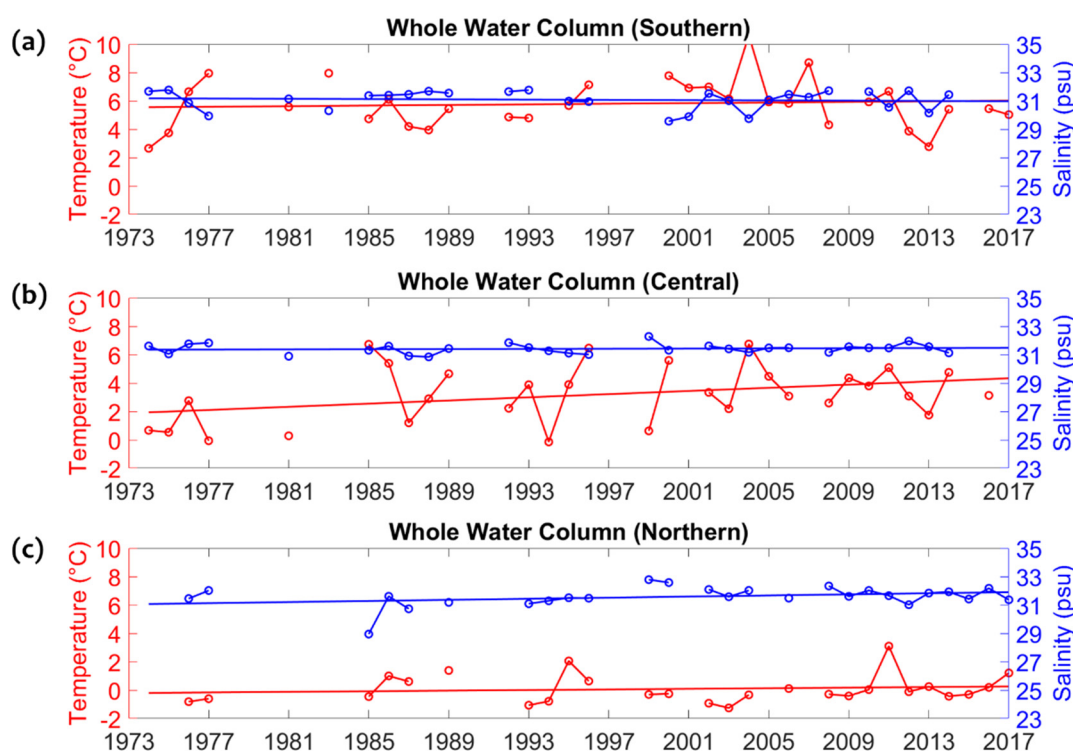 (a)
Whole Water Column (Southern)
Temperature (°C)
10
8
6
4
2
0
-2
35
33
31
29
27
25
23
Salinity (psu)
1973 1977 1981 1985 1989 1993 1997 2001 2005 2009 2013 2017
(b)
Whole Water Column (Central)
Temperature (°C)
10
8
6
4
2
0
-2
35
33
31
29
27
25
23
Salinity (psu)
1973 1977 1981 1985 1989 1993 1997 2001 2005 2009 2013 2017
(c)
Whole Water Column (Northern)
Temperature (°C)
10
8
6
4
2
0
-2
35
33
31
29
27
25
23
Salinity (psu)
1973 1977 1981 1985 1989 1993 1997 2001 2005 2009 2013 2017